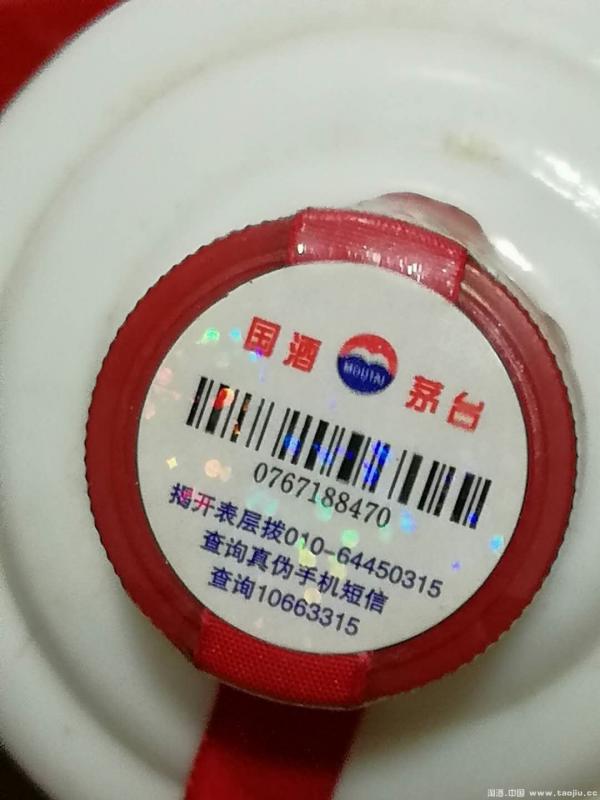 国酒 MOUTAI 茅台
0767188470
揭开表层拨010-64450315
查询真伪手机短信
查询10663315
淘酒.中国 www.taojiu.cc